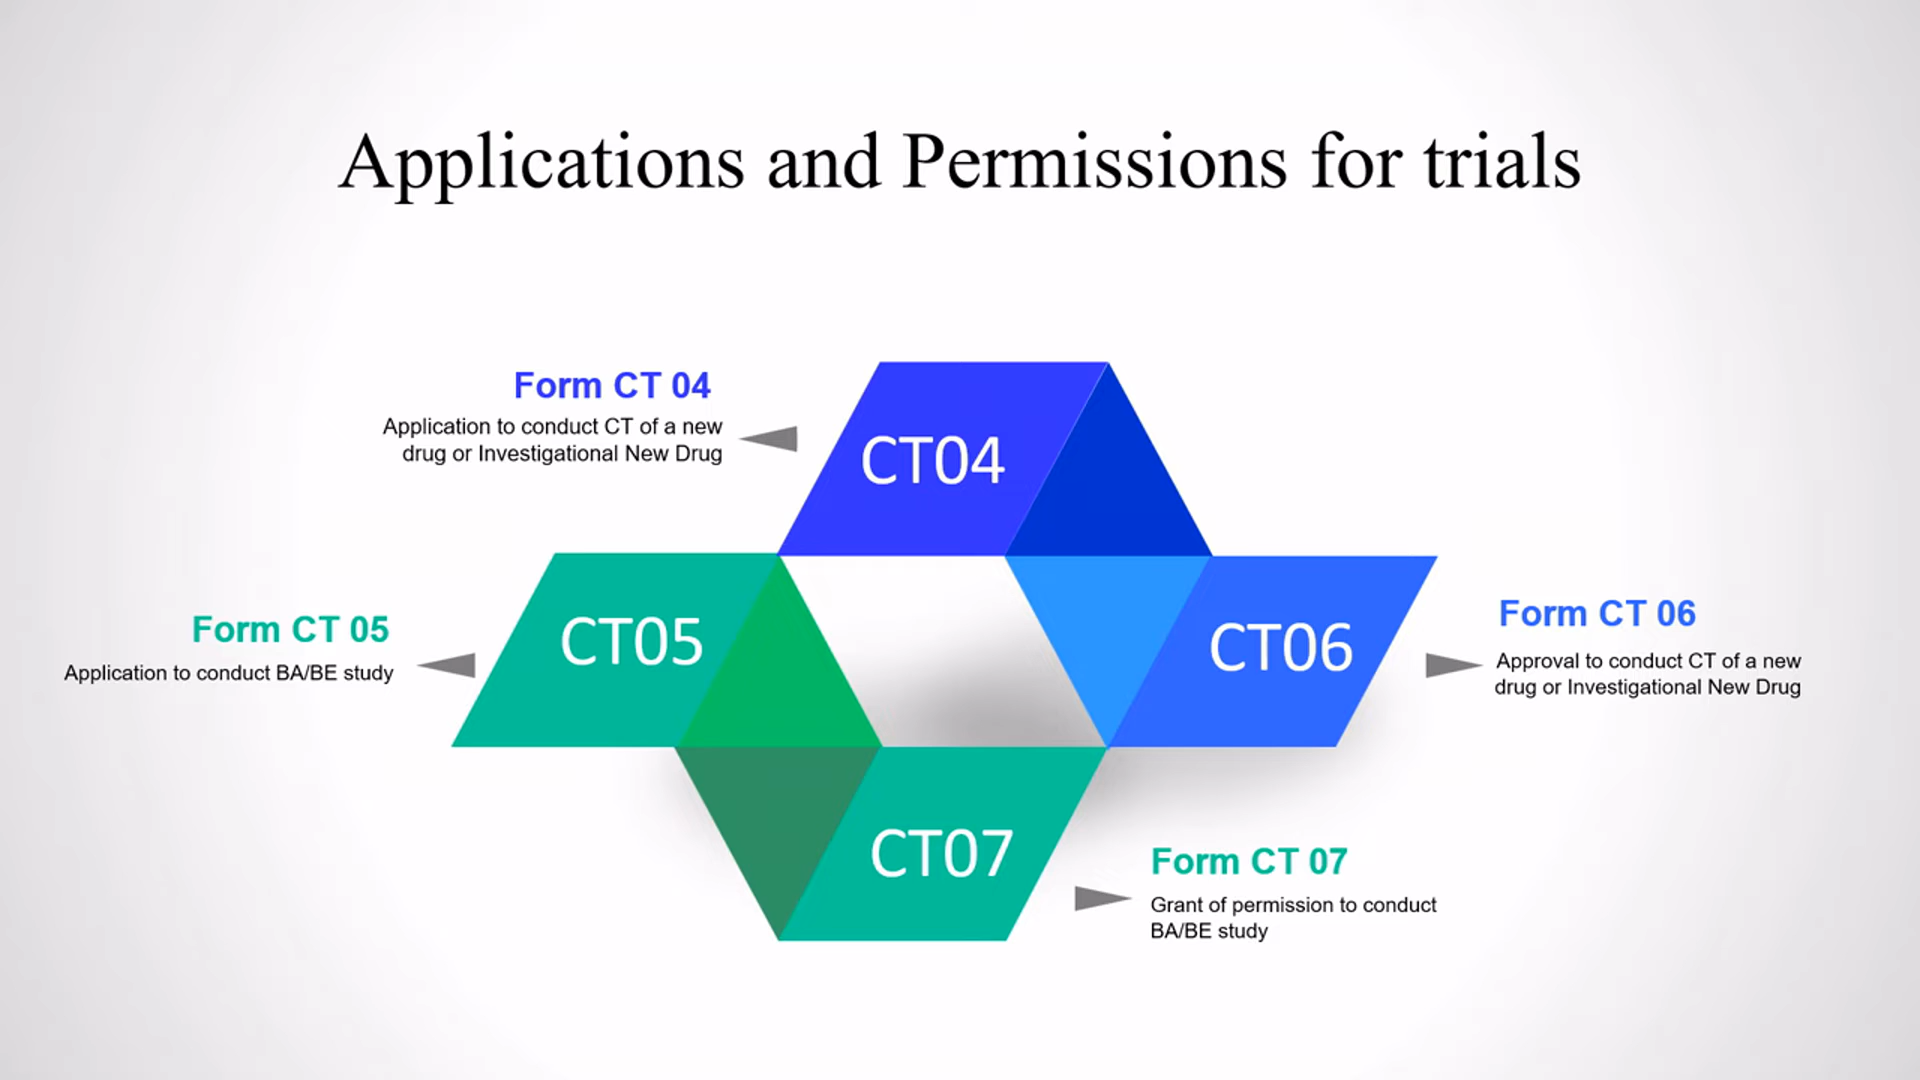 Applications and Permissions for trials
Form CT 04
Application to conduct CT of a new
drug or Investigational New Drug
CT04
Form CT 05
Application to conduct BA/BE study
CT05
CT06
Form CT 06
Approval to conduct CT of a new
drug or Investigational New Drug
CT07
Form CT 07
Grant of permission to conduct
BA/BE study